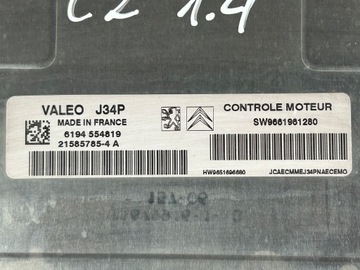 C2 1.4
VALEO J34P
MADE IN FRANCE
6194 554819
21585785-4 A
CONTROLE MOTEUR
SW9661961280
HW9651696680
JCAECMMEJ34PNAECEMO